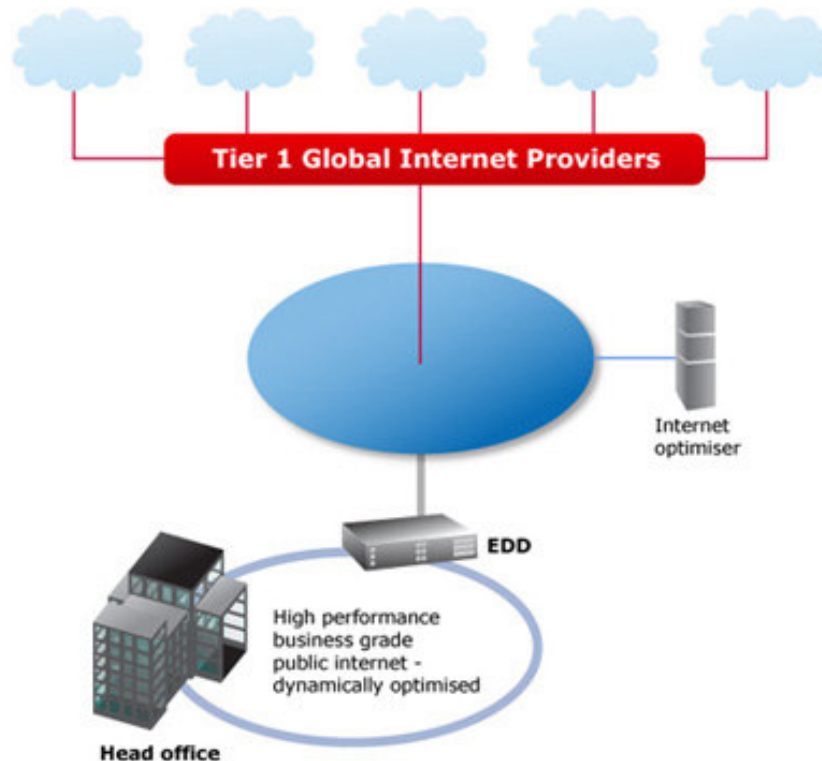 Tier 1 Global Internet Providers
Internet
optimiser
EDD
High performance
business grade
public internet -
dynamically optimised
Head office